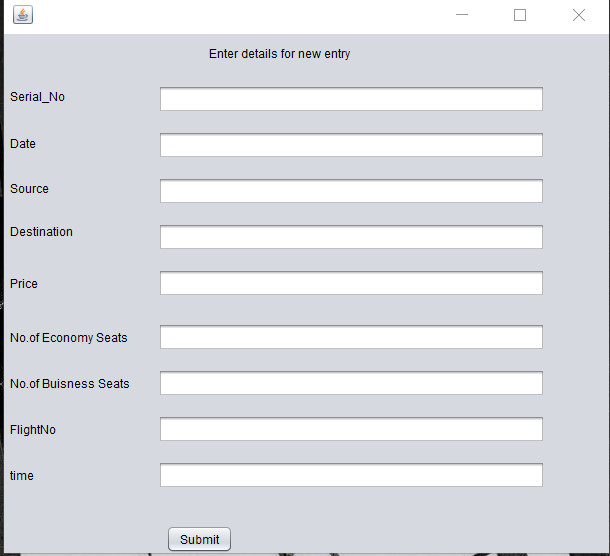 Enter details for new entry
Serial_No
Date
Source
Destination
Price
No.of Economy Seats
No.of Buisness Seats
FlightNo
time
Submit